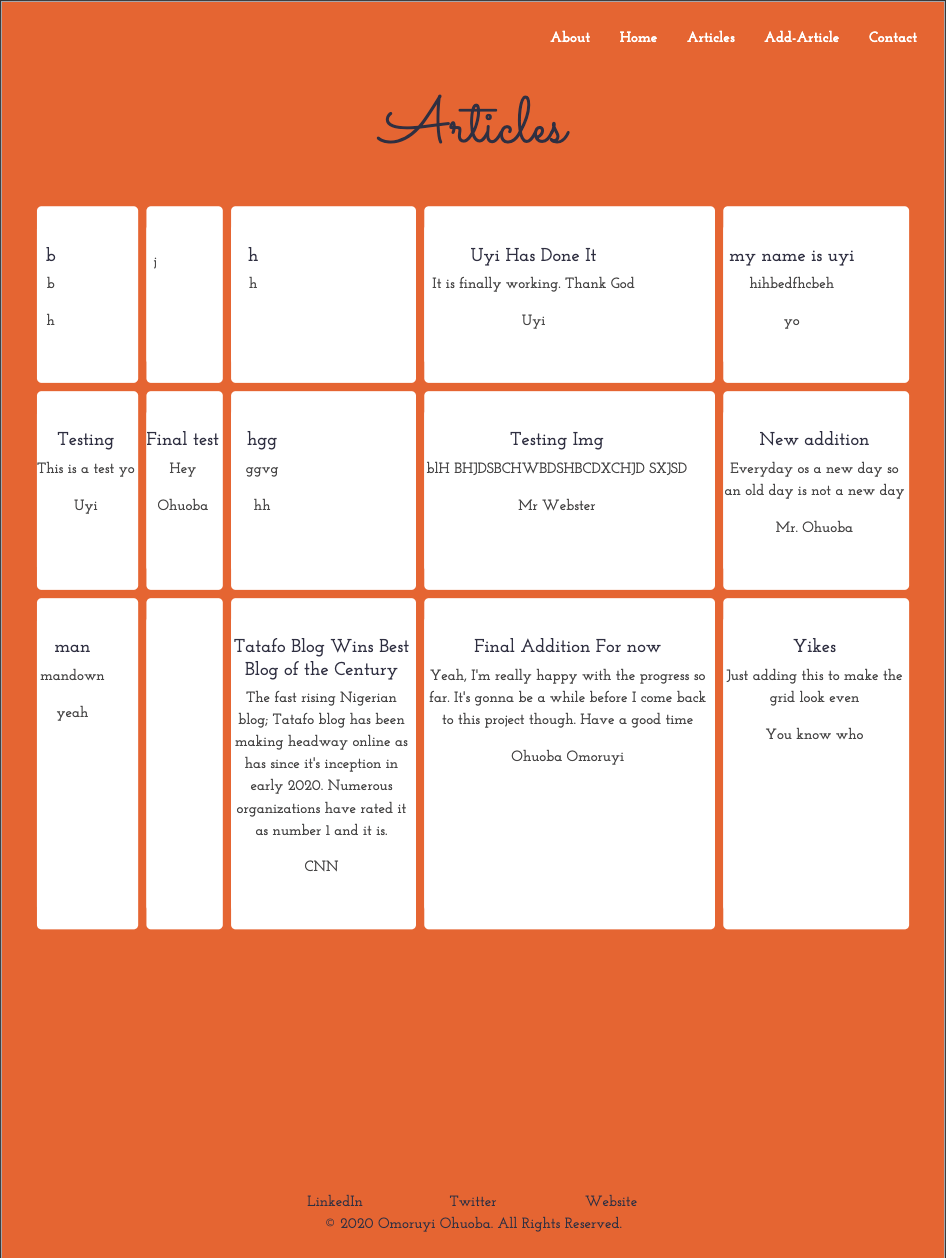 About Home Articles Add-Article Contact
Articles
b
b
h
j
h
h
Uyi Has Done It
It is finally working. Thank God
Uyi
my name is uyi
hihbedfhcbeh
yo
Testing
This is a test yo
Uyi
Final test
Hey
Ohuoba
hgg
ggvg
hh
Testing Img
blH BHJDSBCHWBDSHBCDXCHJD SXJSD
Mr Webster
New addition
Everyday os a new day so
an old day is not a new day
Mr. Ohuoba
man
mandown
yeah
Tatafo Blog Wins Best
Blog of the Century
The fast rising Nigerian
blog; Tatafo blog has been
making headway online as
has since it's inception in
early 2020. Numerous
organizations have rated it
as number 1 and it is.
CNN
Final Addition For now
Yeah, I'm really happy with the progress so
far. It's gonna be a while before I come back
to this project though. Have a good time
Ohuoba Omoruyi
Yikes
Just adding this to make the
grid look even
You know who
LinkedIn Twitter Website
© 2020 Omoruyi Ohuoba. All Rights Reserved.